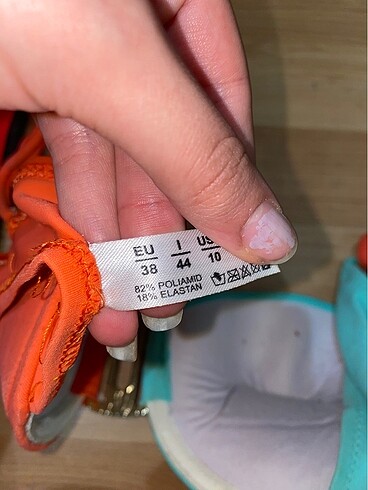 EU I US
38 44 10
82% POLIAMID
18% ELASTAN